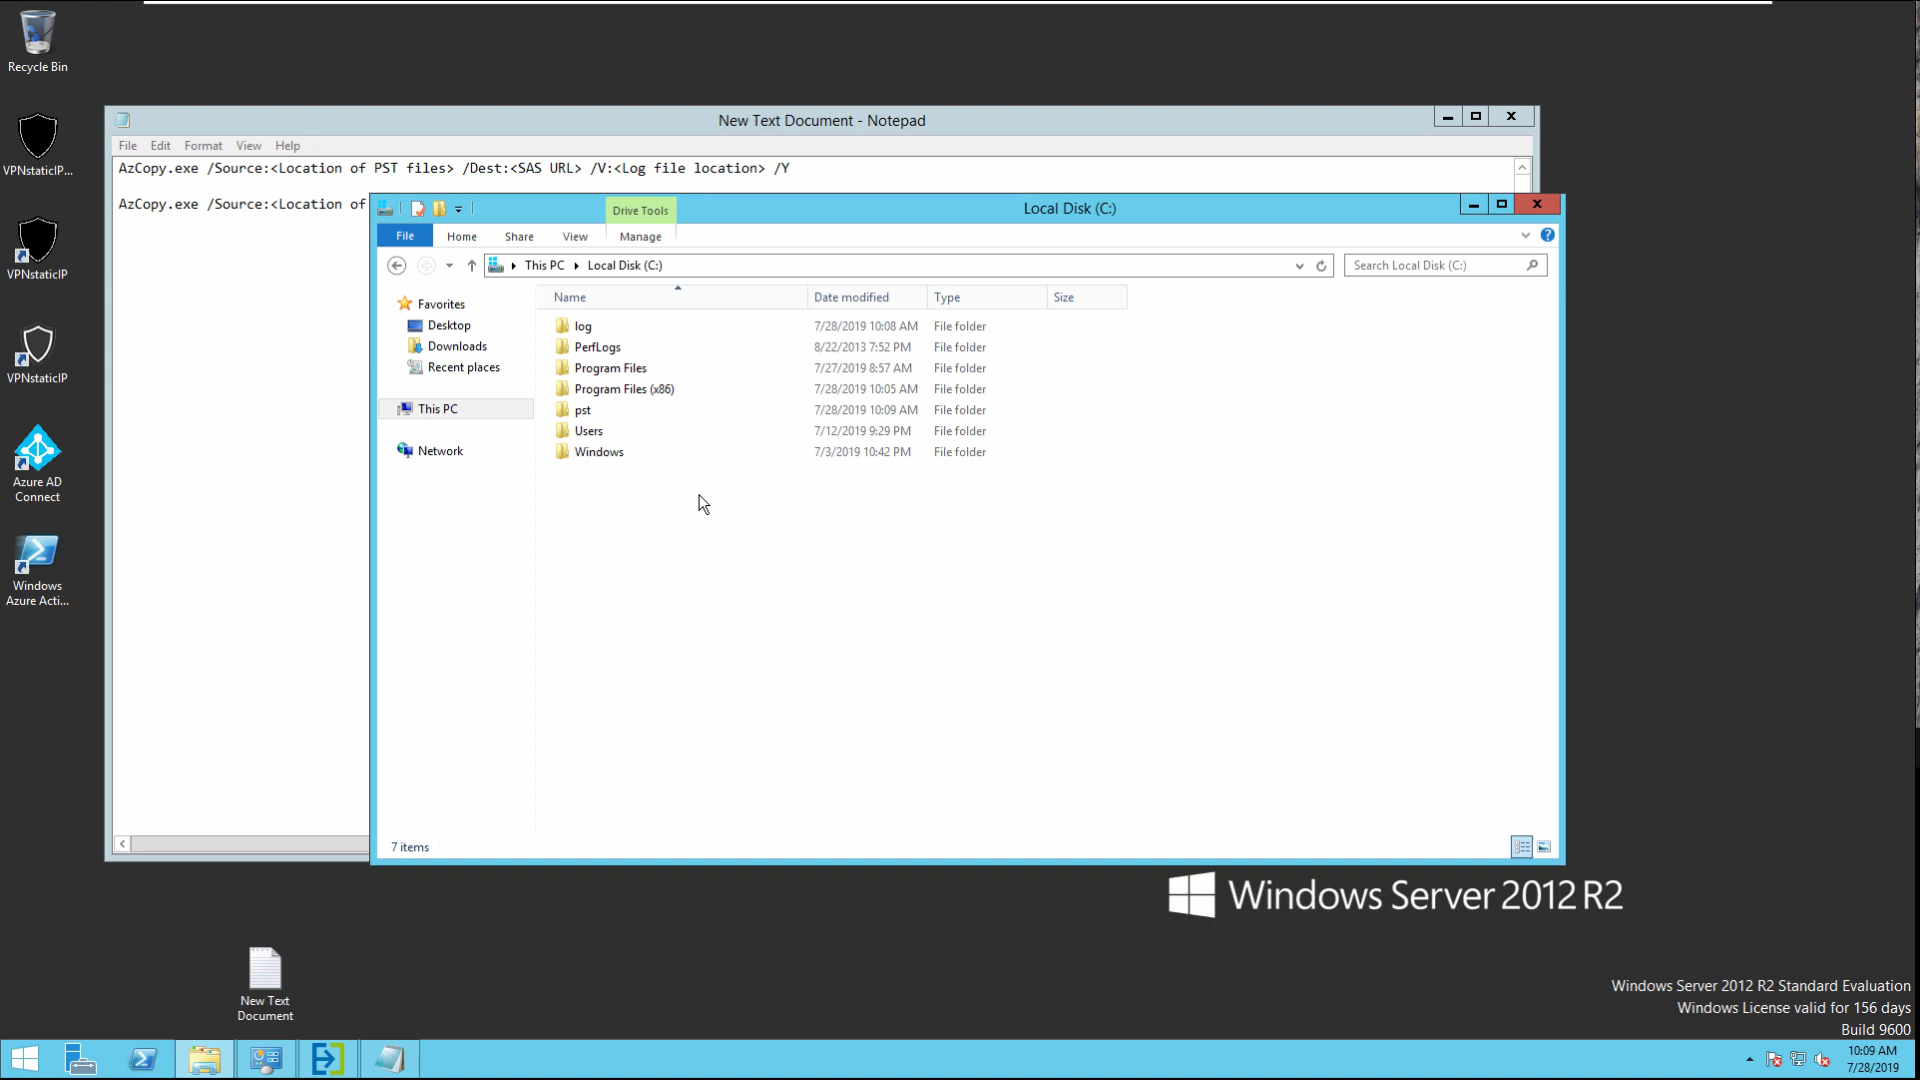 Recycle Bin
VPNstaticIP...
VPNstaticIP
VPNstaticIP
Azure AD
Connect
Windows
Azure Acti...
New Text Document - Notepad
File Edit Format View Help
AzCopy.exe /Source:<Location of PST files> /Dest:<SAS URL> /V:<Log file location> /Y
AzCopy.exe /Source:<Location of
Drive Tools
Local Disk (C:)
File Home Share View Manage
This PC Local Disk (C:)
Search Local Disk (C:)
Favorites
Desktop
Downloads
Recent places
This PC
Network
Name Date modified Type Size
log 7/28/2019 10:08 AM File folder
PerfLogs 8/22/2013 7:52 PM File folder
Program Files 7/27/2019 8:57 AM File folder
Program Files (x86) 7/28/2019 10:05 AM File folder
pst 7/28/2019 10:09 AM File folder
Users 7/12/2019 9:29 PM File folder
Windows 7/3/2019 10:42 PM File folder
7 items
Windows Server 2012 R2
New Text
Document
Windows Server 2012 R2 Standard Evaluation
Windows License valid for 156 days
Build 9600
10:09 AM
7/28/2019